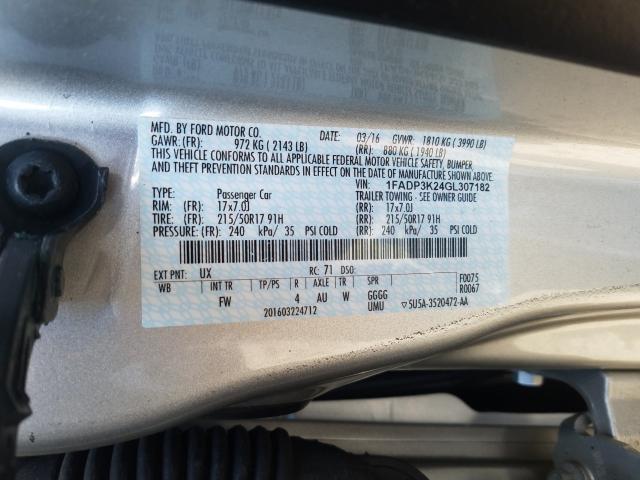 MFD. BY FORD MOTOR CO. DATE: 03/16 GVWR: 1810 KG ( 3990 LB)
GAWR: (FR): 972 KG ( 2143 LB) (RR): 880 KG ( 1940 LB)
THIS VEHICLE CONFORMS TO ALL APPLICABLE FEDERAL MOTOR VEHICLE SAFETY, BUMPER,
AND THEFT PREVENTION STANDARDS IN EFFECT ON THE DATE OF MANUFACTURE SHOWN ABOVE.
VIN: 1FADP3K24GL307182
TYPE: Passenger Car TRAILER TOWING - SEE OWNER GUIDE
RIM: (FR): 17x7.0J (RR): 17x7.0J
TIRE: (FR): 215/50R17 91H (RR): 215/50R17 91H
PRESSURE: (FR): 240 kPa/ 35 PSI COLD (RR): 240 kPa/ 35 PSI COLD
EXT PNT: UX RC: 71 DSO: F0075
WB INT TR TP/PS R AXLE TR SPR R0067
FW 4 AU W GGGG
UMU 5U5A-3520472-AA
201603224712